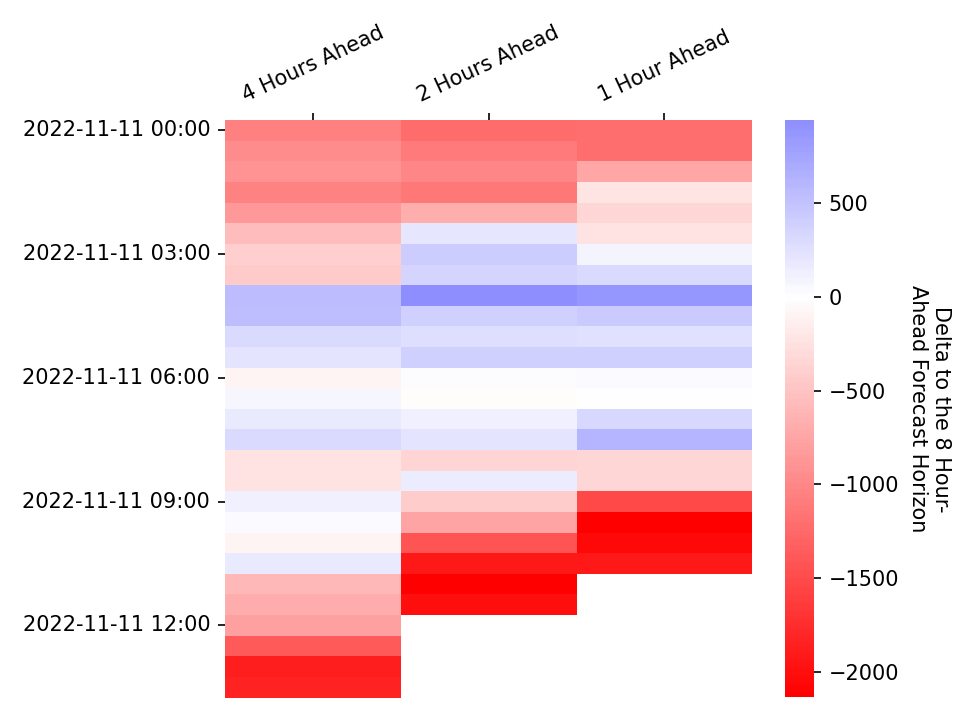 4 Hours Ahead
2 Hours Ahead
1 Hour Ahead
2022-11-11 00:00
2022-11-11 03:00
2022-11-11 06:00
2022-11-11 09:00
2022-11-11 12:00
500
0
−500
−1000
−1500
−2000
Delta to the 8 Hour-
Ahead Forecast Horizon